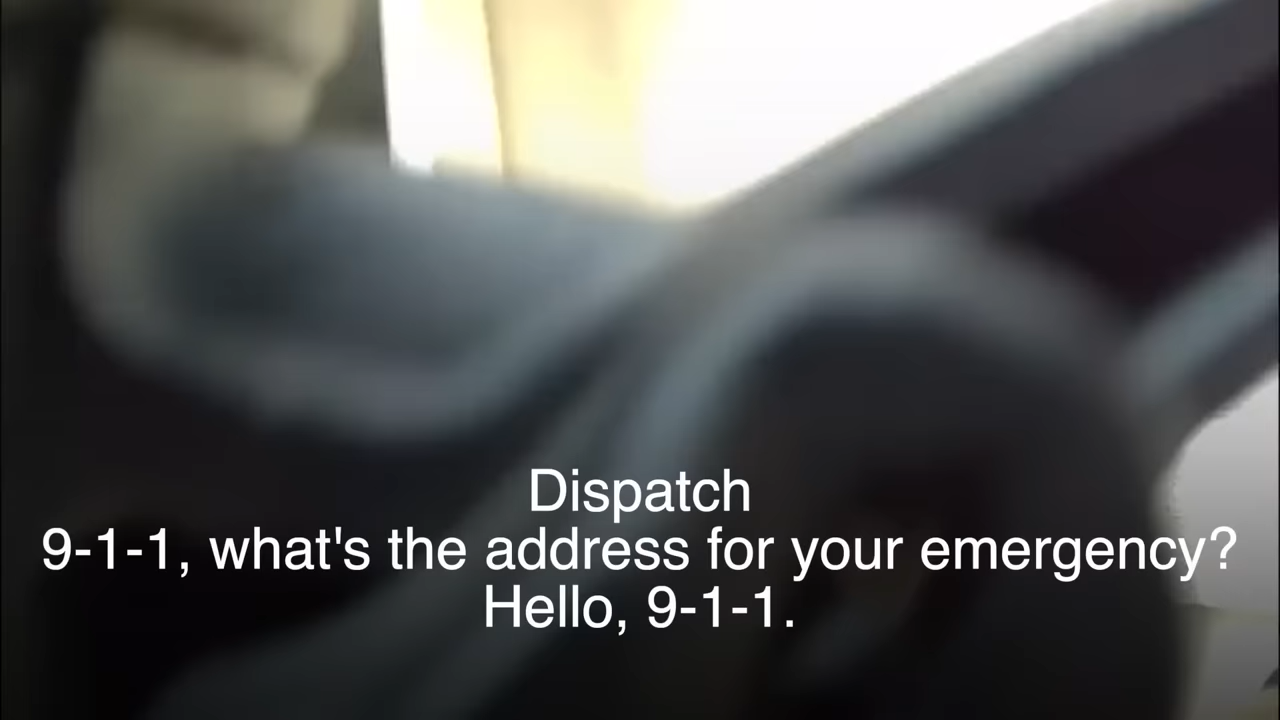 Dispatch
9-1-1, what's the address for your emergency?
Hello, 9-1-1.